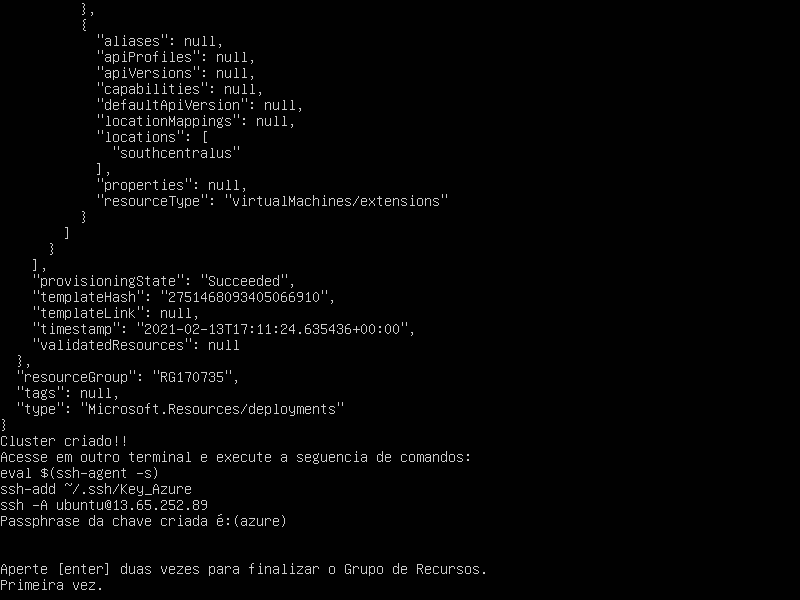 },
{
"aliases": null,
"apiProfiles": null,
"apiVersions": null,
"capabilities": null,
"defaultApiVersion": null,
"locationMappings": null,
"locations": [
"southcentralus"
],
"properties": null,
"resourceType": "virtualMachines/extensions"
}
]
}
],
"provisioningState": "Succeeded",
"templateHash": "2751468093405066910",
"templateLink": null,
"timestamp": "2021-02-13T17:11:24.635436+00:00",
"validatedResources": null
},
"resourceGroup": "RG170735",
"tags": null,
"type": "Microsoft.Resources/deployments"
}
Cluster criado!!
Acesse em outro terminal e execute a seguencia de comandos:
eval $(ssh-agent -s)
ssh-add ~/.ssh/Key_Azure
ssh -A ubuntu@13.65.252.89
Passphrase da chave criada é:(azure)
Aperte [enter] duas vezes para finalizar o Grupo de Recursos.
Primeira vez.